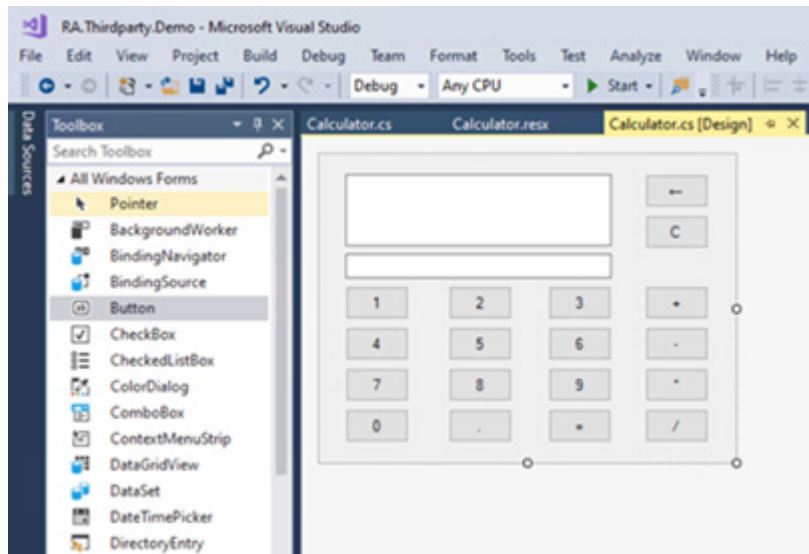 RA.Thirdparty.Demo - Microsoft Visual Studio
File Edit View Project Build Debug Team Format Tools Test Analyze Window Help
Debug Any CPU Start
Data Sources
Toolbox
Calculator.cs Calculator.resx Calculator.cs [Design]
Search Toolbox
All Windows Forms
Pointer
BackgroundWorker
BindingNavigator
BindingSource
Button
CheckBox
CheckedListBox
ColorDialog
ComboBox
ContextMenuStrip
DataGridView
DataSet
DateTimePicker
DirectoryEntry
←
C
1 2 3 +
4 5 6 -
7 8 9 *
0 . = /